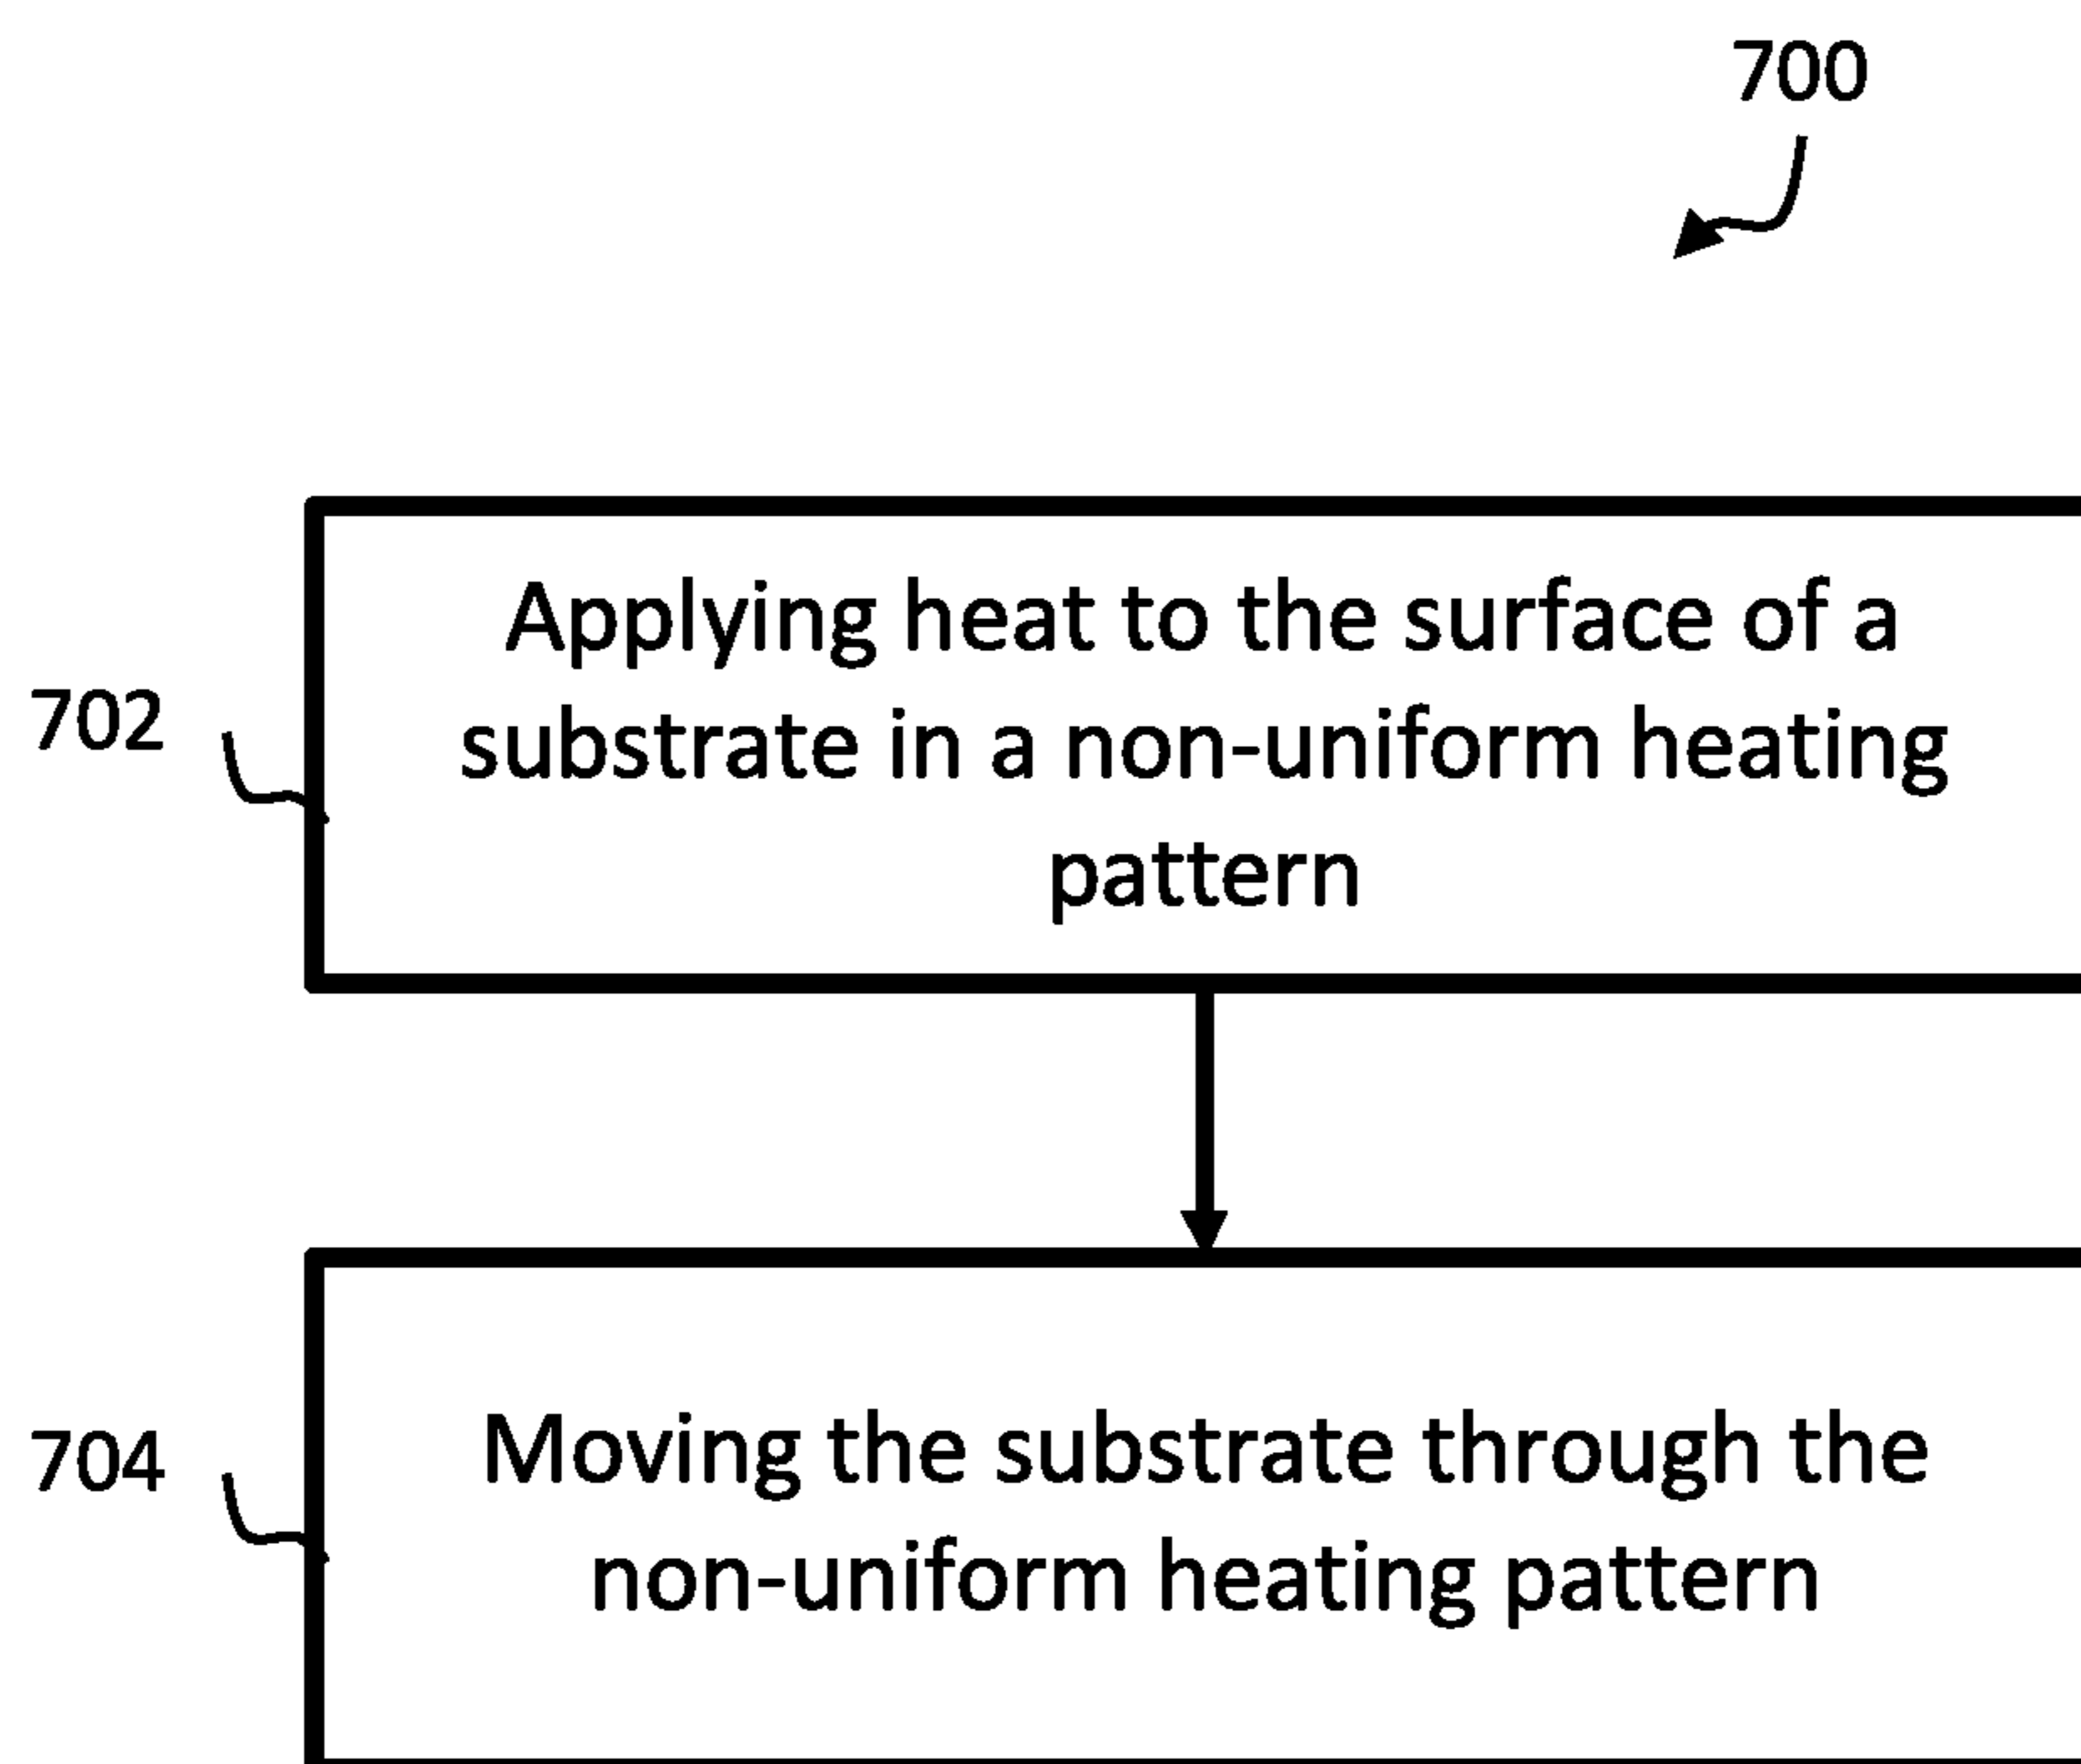 700
702
Applying heat to the surface of a
substrate in a non-uniform heating
pattern
704
Moving the substrate through the
non-uniform heating pattern